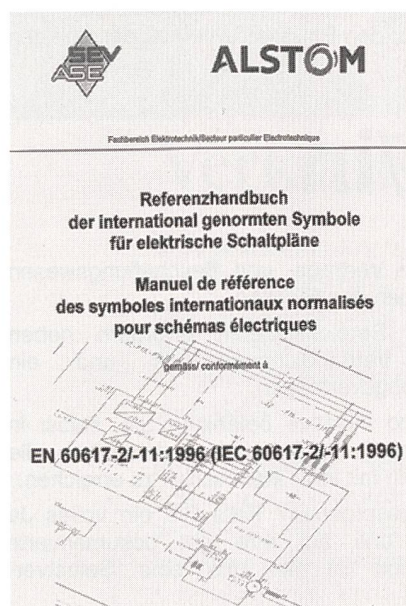 SEV
ASE
ALSTOM
Fachbereich Elektrotechnik/Secteur particulier Electrotechnique
Referenzhandbuch
der international genormten Symbole
für elektrische Schaltpläne
Manuel de référence
des symboles internationaux normalisés
pour schémas électriques
gemäss/ conformément à
EN 60617-2/-11:1996 (IEC 60617-2/-11:1996)